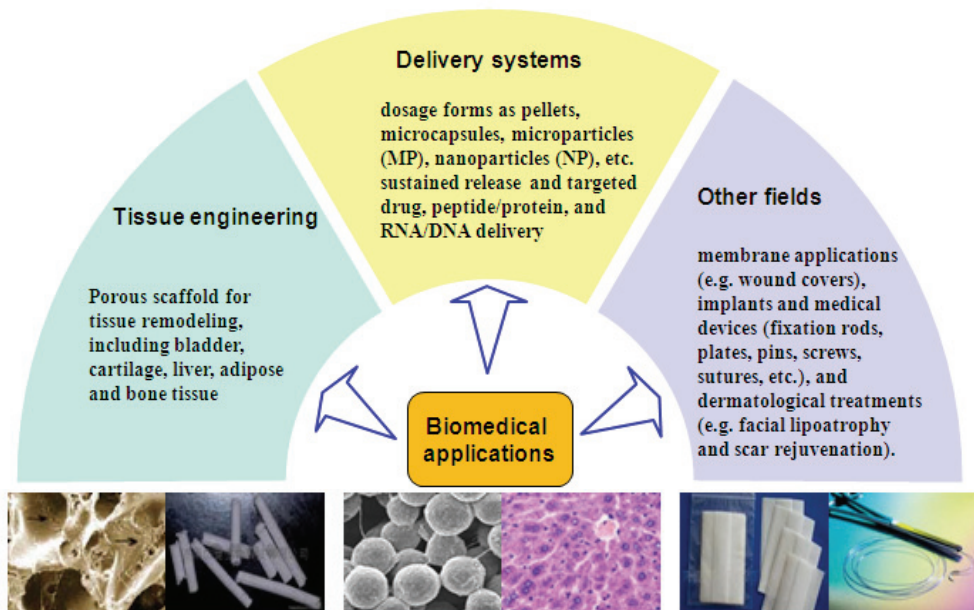 Delivery systems
dosage forms as pellets,
microcapsules, microparticles
(MP), nanoparticles (NP), etc.
sustained release and targeted
drug, peptide/protein, and
RNA/DNA delivery
Tissue engineering
Porous scaffold for
tissue remodeling,
including bladder,
cartilage, liver, adipose
and bone tissue
Other fields
membrane applications
(e.g. wound covers),
implants and medical
devices (fixation rods,
plates, pins, screws,
sutures, etc.), and
dermatological treatments
(e.g. facial lipoatrophy
and scar rejuvenation).
Biomedical
applications